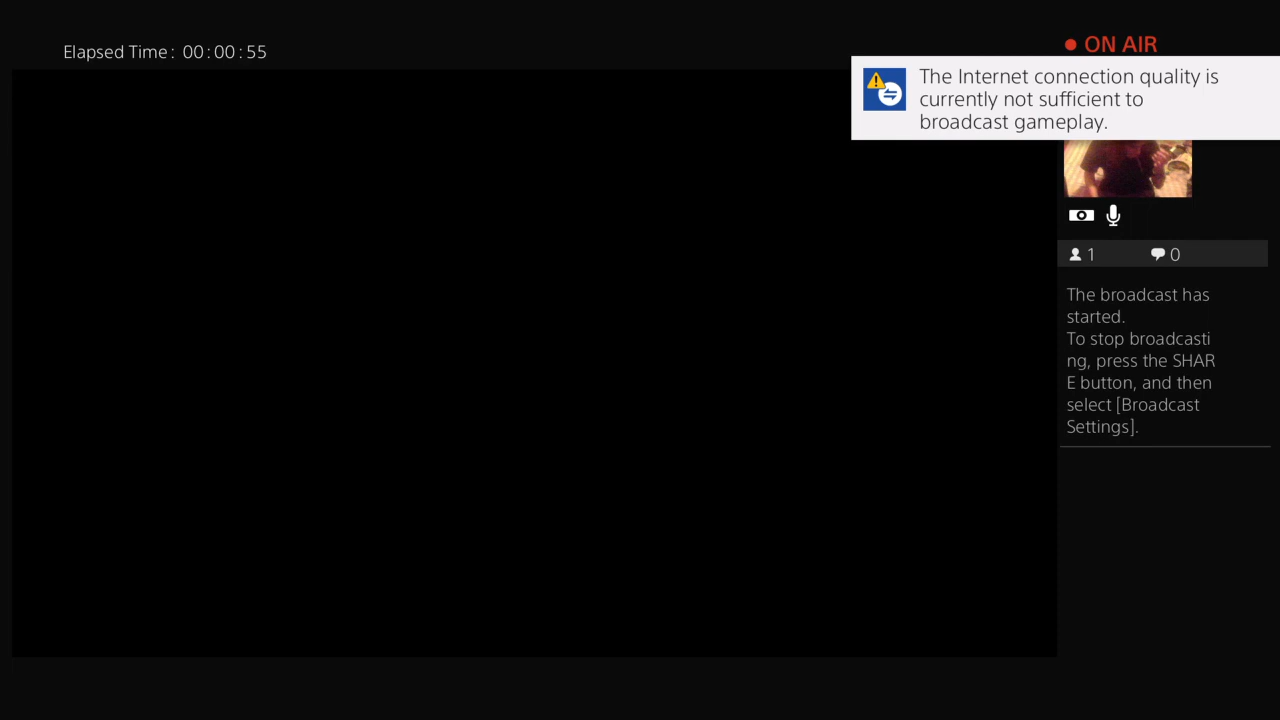 Elapsed Time: 00:00:55
ON AIR
The Internet connection quality is
currently not sufficient to
broadcast gameplay.
1 0
The broadcast has
started.
To stop broadcasti
ng, press the SHAR
E button, and then
select [Broadcast
Settings].